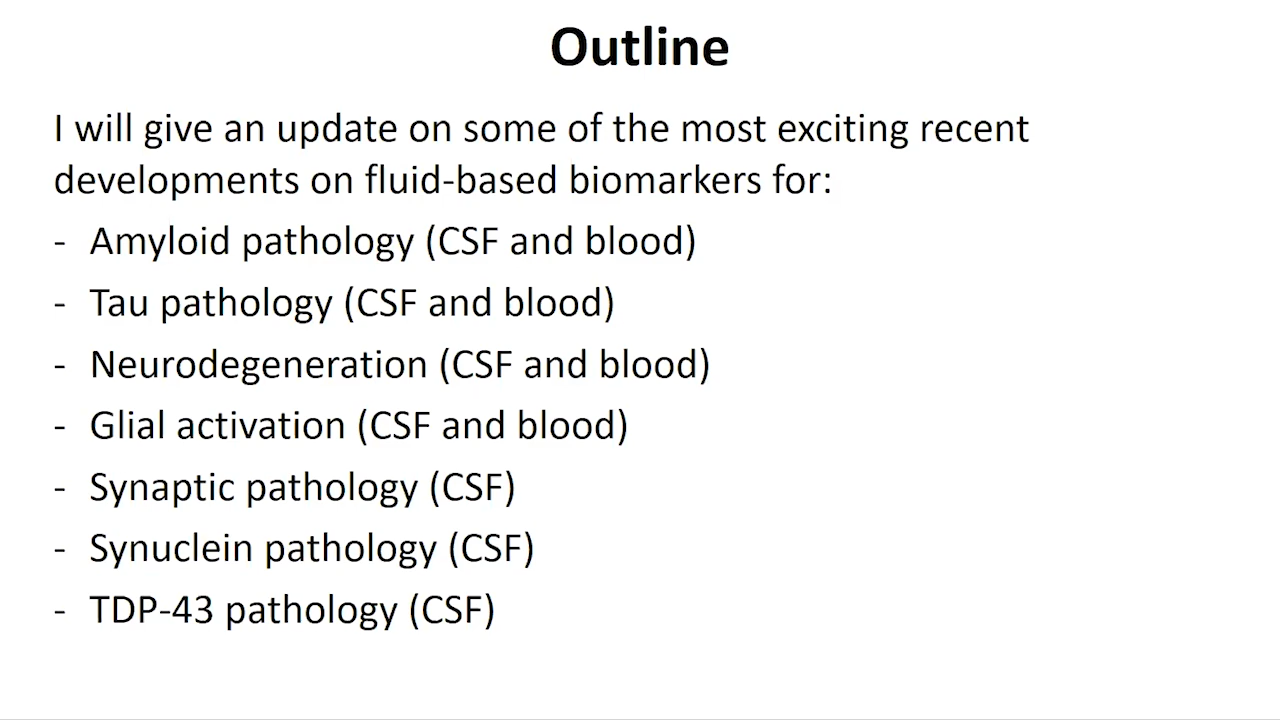 Outline
I will give an update on some of the most exciting recent
developments on fluid-based biomarkers for:
- Amyloid pathology (CSF and blood)
- Tau pathology (CSF and blood)
- Neurodegeneration (CSF and blood)
- Glial activation (CSF and blood)
- Synaptic pathology (CSF)
- Synuclein pathology (CSF)
- TDP-43 pathology (CSF)